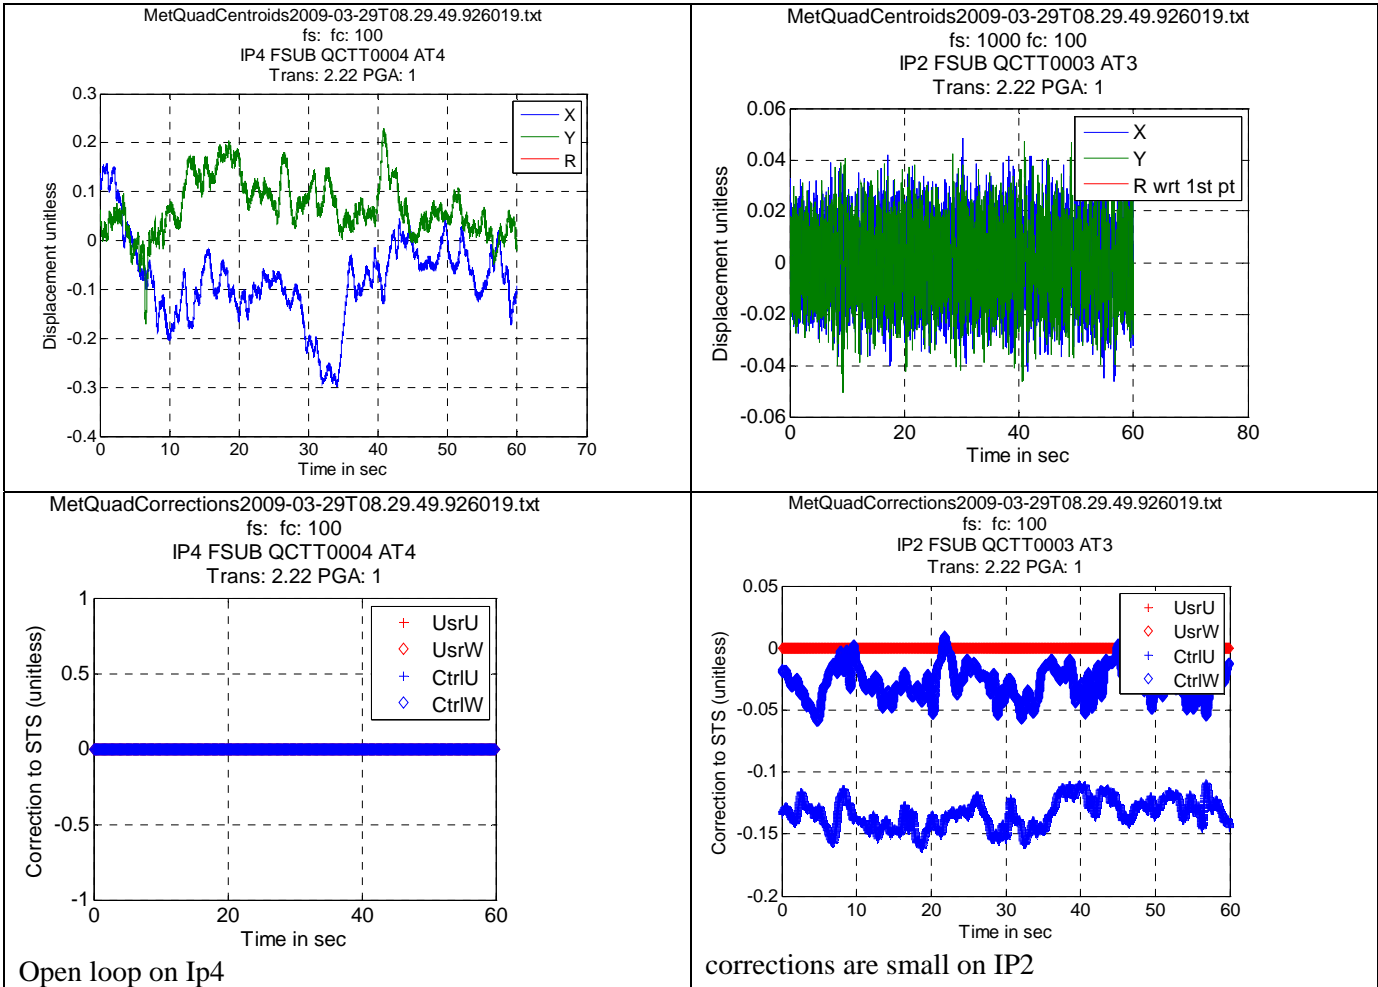 MetQuadCentroids2009-03-29T08.29.49.926019.txt
fs: fc: 100
IP4 FSUB QCTT0004 AT4
Trans: 2.22 PGA: 1
0.3
0.2
0.1
0
-0.1
-0.2
-0.3
-0.4
Displacement unitless
X
Y
R
0 10 20 30 40 50 60 70
Time in sec
MetQuadCentroids2009-03-29T08.29.49.926019.txt
fs: 1000 fc: 100
IP2 FSUB QCTT0003 AT3
Trans: 2.22 PGA: 1
0.06
0.04
0.02
0
-0.02
-0.04
-0.06
Displacement unitless
X
Y
R wrt 1st pt
0 20 40 60 80
Time in sec
MetQuadCorrections2009-03-29T08.29.49.926019.txt
fs: fc: 100
IP4 FSUB QCTT0004 AT4
Trans: 2.22 PGA: 1
1
0.5
0
-0.5
-1
Correction to STS (unitless)
UsrU
UsrW
CtrlU
CtrlW
0 20 40 60
Time in sec
Open loop on Ip4
MetQuadCorrections2009-03-29T08.29.49.926019.txt
fs: fc: 100
IP2 FSUB QCTT0003 AT3
Trans: 2.22 PGA: 1
0.05
0
-0.05
-0.1
-0.15
-0.2
Correction to STS (unitless)
UsrU
UsrW
CtrlU
CtrlW
0 10 20 30 40 50 60
Time in sec
corrections are small on IP2